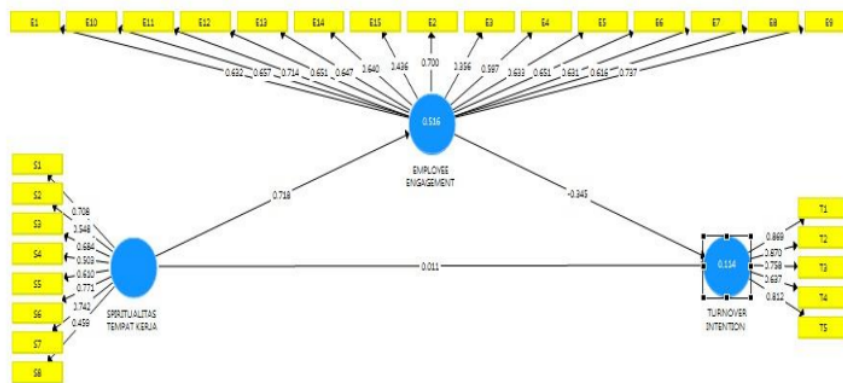 E1 E10 E11 E12 E13 E14 E15 E2 E3 E4 E5 E6 E7 E8 E9
0.632 0.657 0.714 0.651 0.647 0.640 0.436 0.700 0.356 0.597 0.633 0.651 0.631 0.616 0.737
0.516
EMPLOYEE
ENGAGEMENT
0.718
-0.345
S1
S2
S3
S4
S5
S6
S7
S8
0.708
0.548
0.684
0.503
0.610
0.771
0.742
0.459
SPIRITUALITAS
TEMPAT KERJA
0.011
0.114
TURNOVER
INTENTION
0.869
0.870
0.758
0.637
0.812
T1
T2
T3
T4
T5